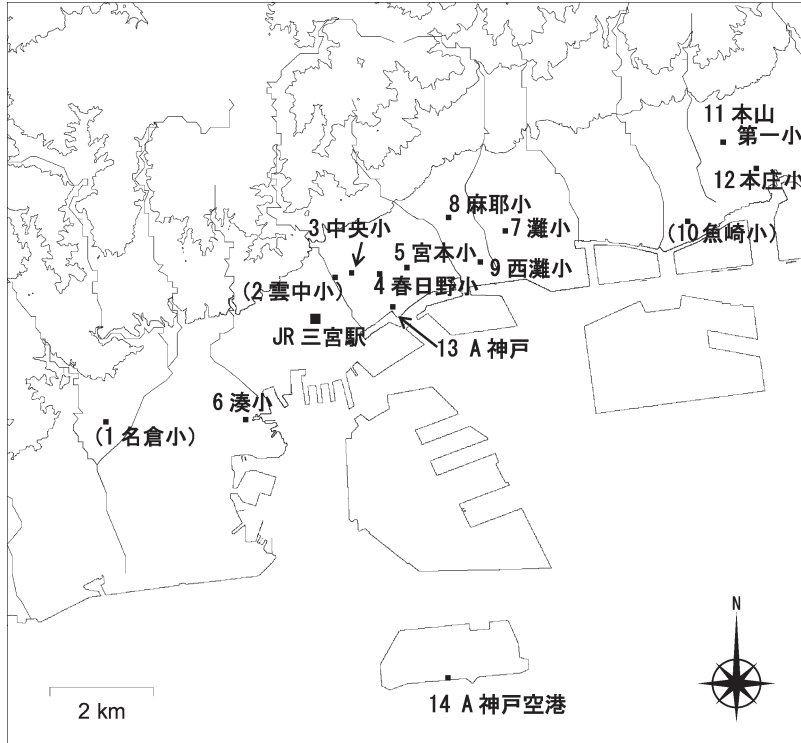 11 本山
第一小
12 本庄小
8 麻耶小
3 中央小
7 灘小
(10 魚崎小)
5 宮本小
9 西灘小
(2 雲中小)
4 春日野小
JR 三宮駅
13 A 神戸
6 湊小
(1 名倉小)
N
2 km
14 A 神戸空港